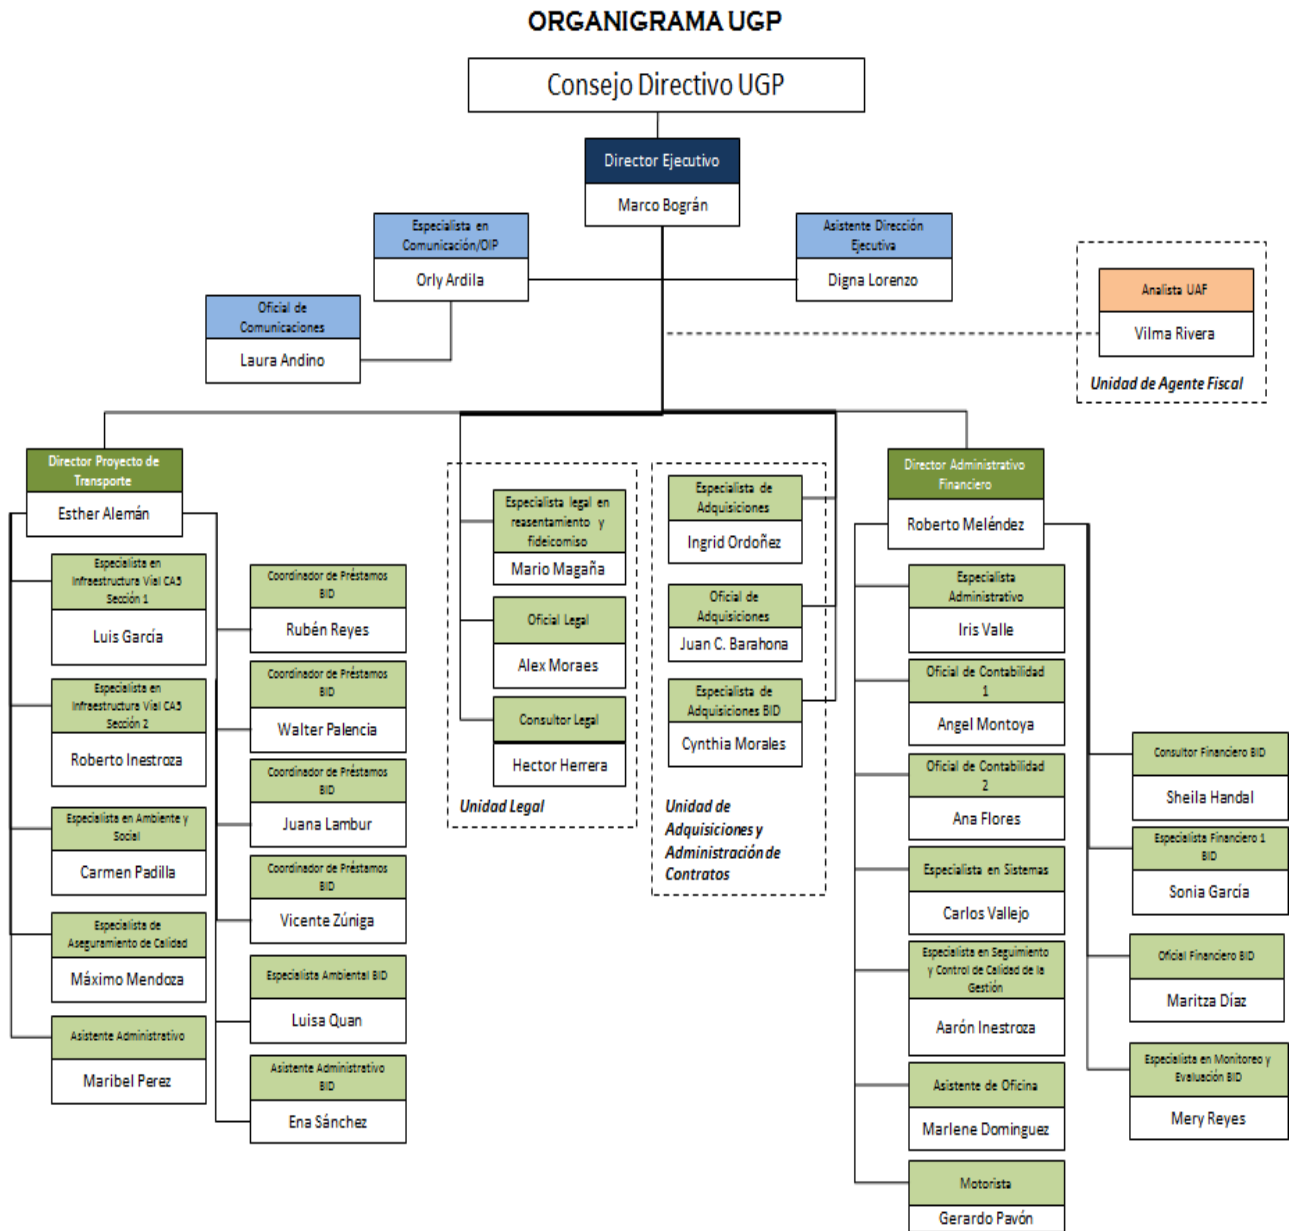 ORGANIGRAMA UGP
Consejo Directivo UGP
Director Ejecutivo
Marco Bográn
Especialista en
Comunicación/OIP
Orly Ardila
Asistente Dirección
Ejecutiva
Digna Lorenzo
Oficial de
Comunicaciones
Laura Andino
Analista UAF
Vilma Rivera
Unidad de Agente Fiscal
Director Proyecto de
Transporte
Esther Alemán
Especialista en
Infraestructura Vial CA5
Sección 1
Luis García
Especialista en
Infraestructura Vial CA5
Sección 2
Roberto Inestroza
Especialista en Ambiente y
Social
Carmen Padilla
Especialista de
Aseguramiento de Calidad
Máximo Mendoza
Asistente Administrativo
Maribel Perez
Coordinador de Préstamos
BID
Rubén Reyes
Coordinador de Préstamos
BID
Walter Palencia
Coordinador de Préstamos
BID
Juana Lambur
Coordinador de Préstamos
BID
Vicente Zúniga
Especialista Ambiental BID
Luisa Quan
Asistente Administrativo
BID
Ena Sánchez
Especialista legal en
reasentamiento y
fideicomiso
Mario Magaña
Oficial Legal
Alex Moraes
Consultor Legal
Hector Herrera
Unidad Legal
Especialista de
Adquisiciones
Ingrid Ordoñez
Oficial de
Adquisiciones
Juan C. Barahona
Especialista de
Adquisiciones BID
Cynthia Morales
Unidad de
Adquisiciones y
Administración de
Contratos
Director Administrativo
Financiero
Roberto Meléndez
Especialista
Administrativo
Iris Valle
Oficial de Contabilidad
1
Angel Montoya
Oficial de Contabilidad
2
Ana Flores
Especialista en Sistemas
Carlos Vallejo
Especialista en Seguimiento
y Control de Calidad de la
Gestión
Aarón Inestroza
Asistente de Oficina
Marlene Dominguez
Motorista
Gerardo Pavón
Consultor Financiero BID
Sheila Handal
Especialista Financiero 1
BID
Sonia García
Oficial Financiero BID
Maritza Díaz
Especialista en Monitoreo y
Evaluación BID
Mery Reyes